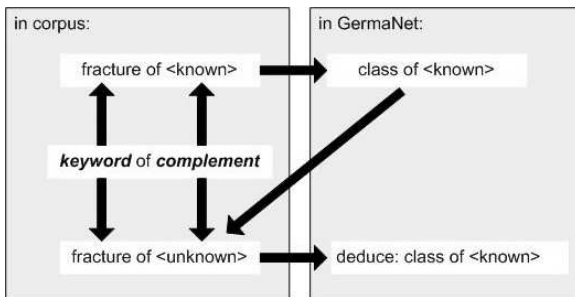 in corpus:
in GermaNet:
fracture of <known>
class of <known>
keyword of complement
fracture of <unknown>
deduce: class of <known>